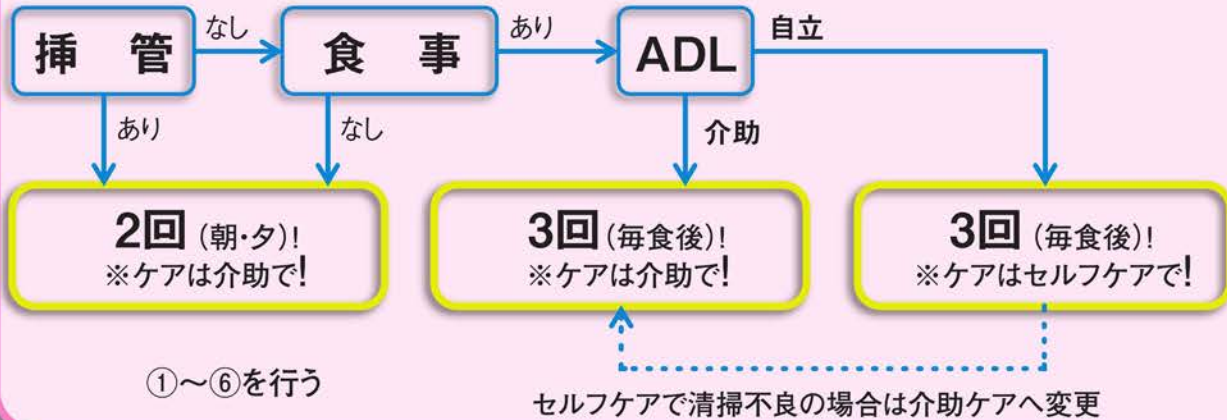 挿 管
なし
食 事
あり
ADL
自立
あり
なし
介助
2回(朝・夕)!
※ケアは介助で!
3回(毎食後)!
※ケアは介助で!
3回(毎食後)!
※ケアはセルフケアで!
①〜⑥を行う
セルフケアで清掃不良の場合は介助ケアへ変更